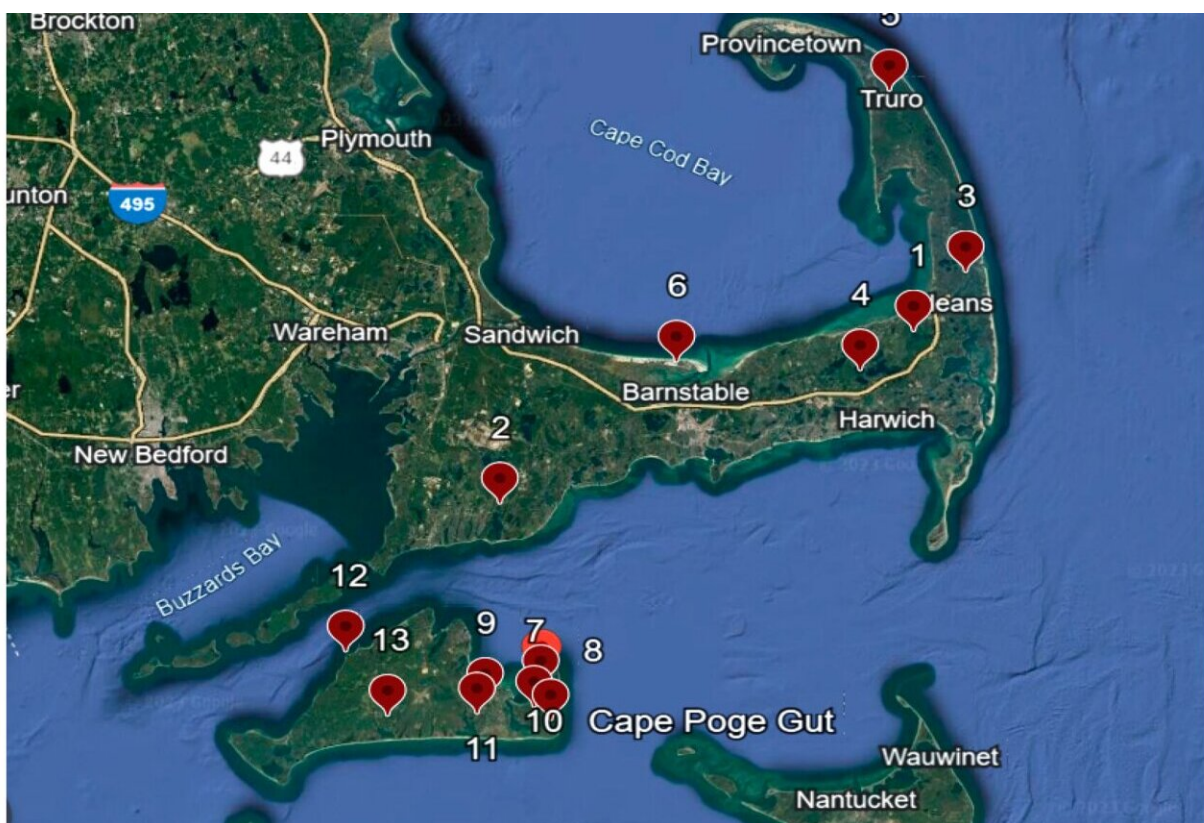 Brockton
5
Provincetown
Truro
Plymouth
44
Cape Cod Bay
unton
495
3
1
6
4
leans
Wareham
Sandwich
er
Barnstable
Harwich
2
New Bedford
Buzzards Bay
12
13
9
7
8
10
Cape Poge Gut
11
Wauwinet
Nantucket